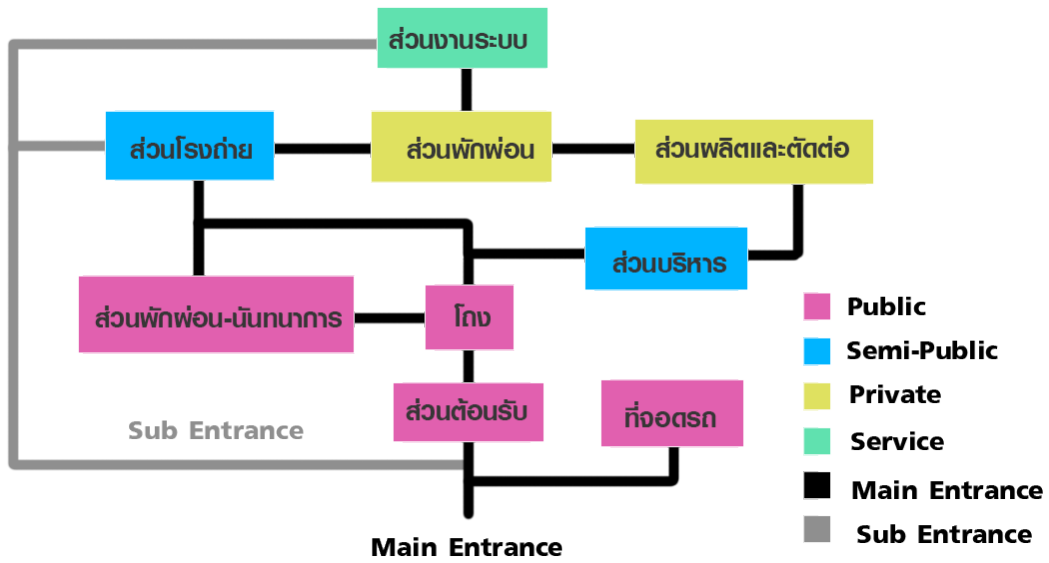 ส่วนงานระบบ
ส่วนโรงถ่าย
ส่วนพักผ่อน
ส่วนผลิตและตัดต่อ
ส่วนบริหาร
ส่วนพักผ่อน-นันทนาการ
โถง
ส่วนต้อนรับ
ที่จอดรถ
Sub Entrance
Main Entrance
Public
Semi-Public
Private
Service
Main Entrance
Sub Entrance